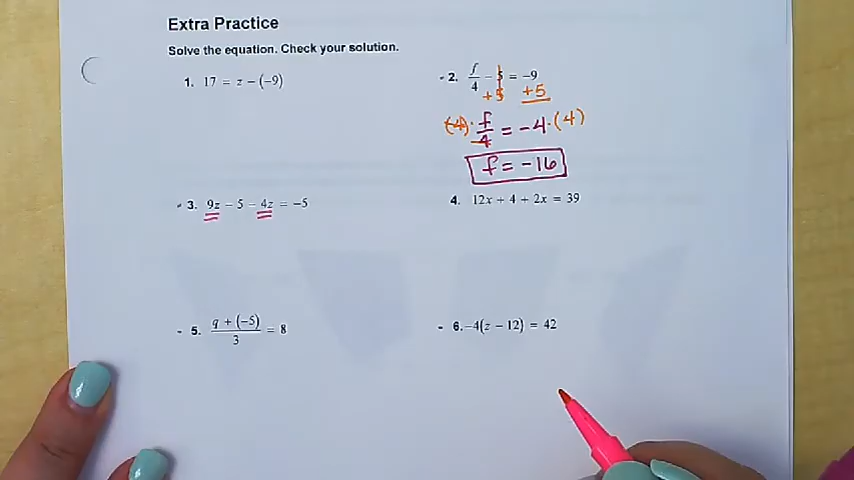 Extra Practice
Solve the equation. Check your solution.
1. 17 = z − (−9)
2. f/4 − 5 = −9
+5 +5
(4) · f/4 = −4 · (4)
f = −16
3. 9z − 5 − 4z = −5
4. 12x + 4 + 2x = 39
5. (q + (−5))/3 = 8
6. −4(z − 12) = 42